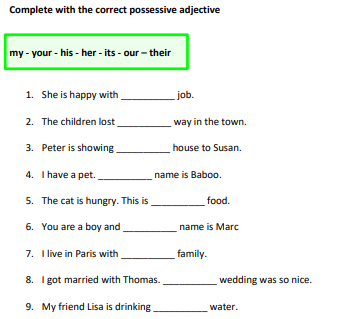 Complete with the correct possessive adjective
my - your - his - her - its - our – their
1. She is happy with __________ job.
2. The children lost __________ way in the town.
3. Peter is showing __________ house to Susan.
4. I have a pet. __________ name is Baboo.
5. The cat is hungry. This is __________ food.
6. You are a boy and __________ name is Marc
7. I live in Paris with __________ family.
8. I got married with Thomas. __________ wedding was so nice.
9. My friend Lisa is drinking __________ water.